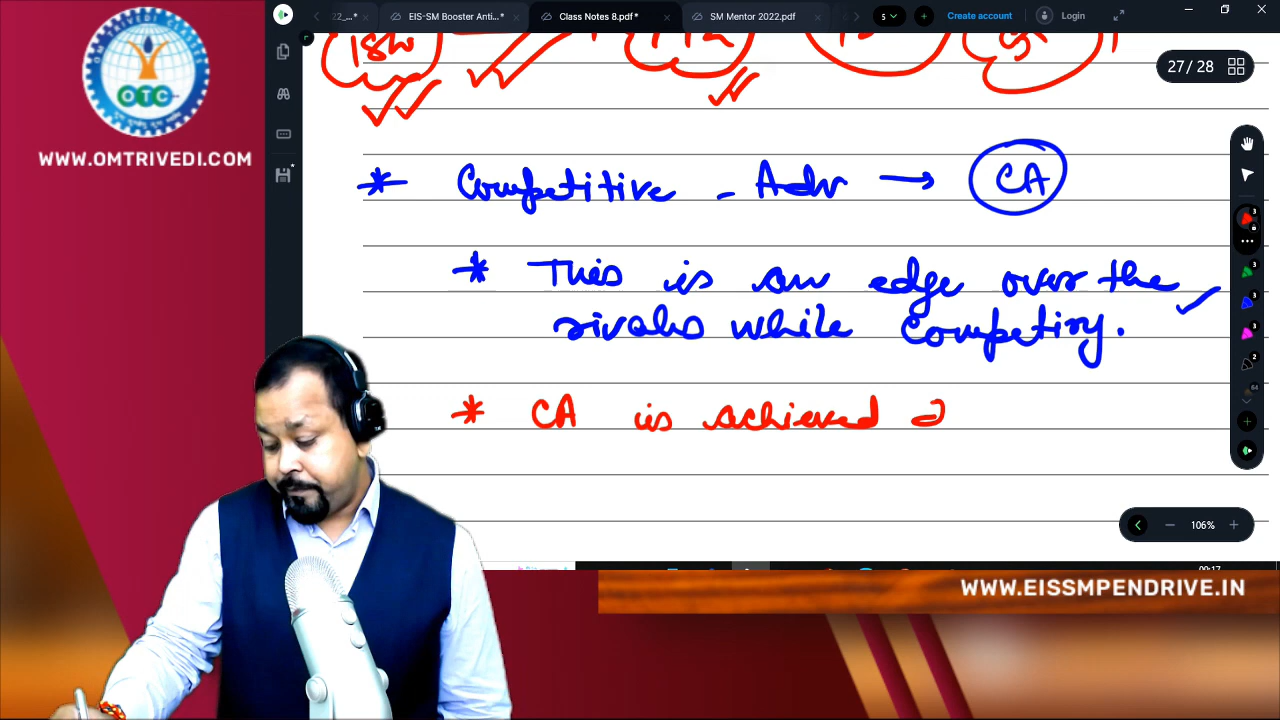 22_...*
EIS-SM Booster Anti...*
Class Notes 8.pdf*
SM Mentor 2022.pdf
Create account
Login
27 / 28
OTC
WWW.OMTRIVEDI.COM
* Competitive - Adv → CA
* This is an edge over the
rivals while competing.
* CA is achieved
106%
WWW.EISSMPENDRIVE.IN